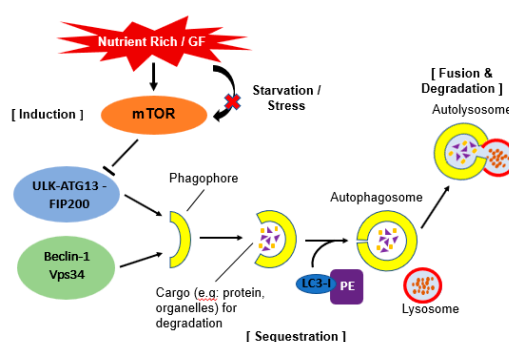 Nutrient Rich / GF
Starvation /
Stress
[ Induction ]
mTOR
[ Fusion &
Degradation ]
Autolysosome
ULK-ATG13 -
FIP200
Phagophore
Autophagosome
Beclin-1
Vps34
LC3-I
PE
Cargo (e.g: protein,
organelles) for
degradation
Lysosome
[ Sequestration ]